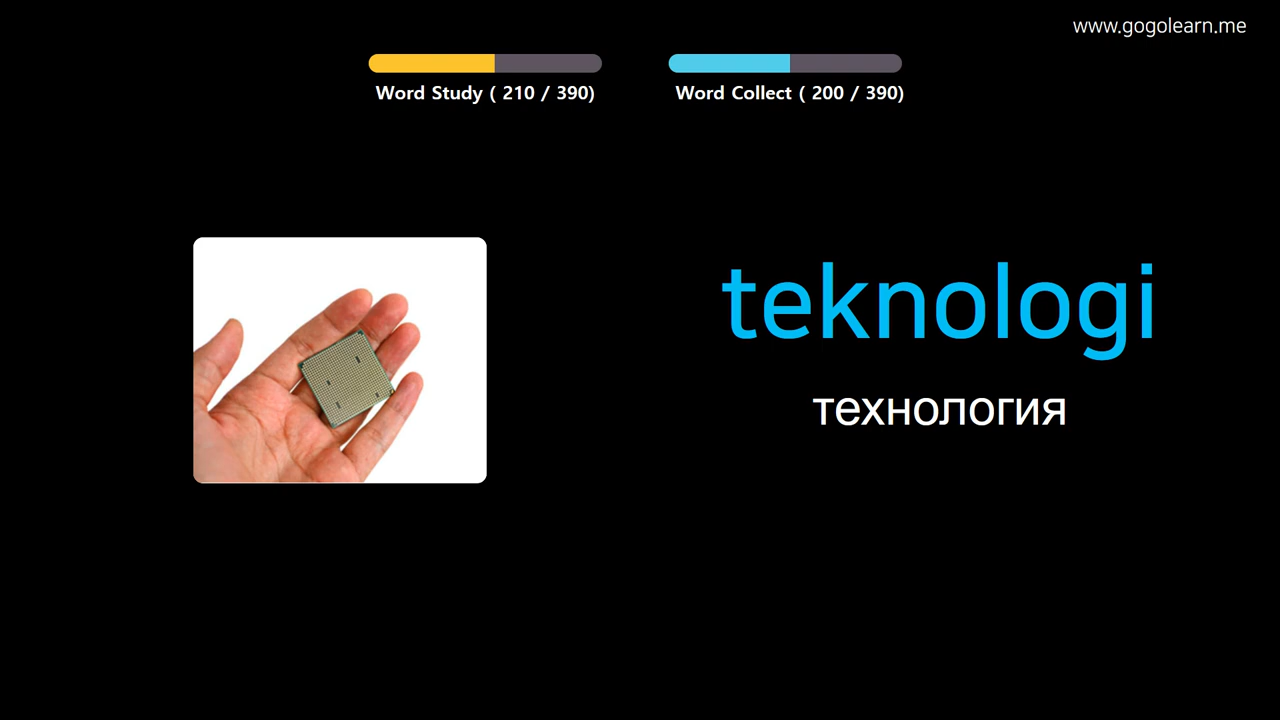 www.gogolearn.me
Word Study ( 210 / 390)
Word Collect ( 200 / 390)
teknologi
технология